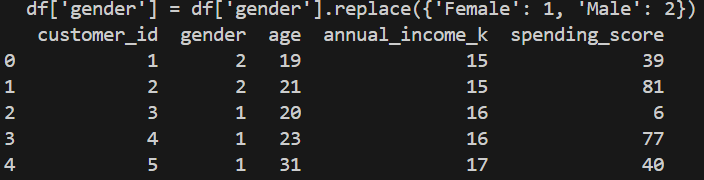 df['gender'] = df['gender'].replace({'Female': 1, 'Male': 2})
customer_id gender age annual_income_k spending_score
0 1 2 19 15 39
1 2 2 21 15 81
2 3 1 20 16 6
3 4 1 23 16 77
4 5 1 31 17 40